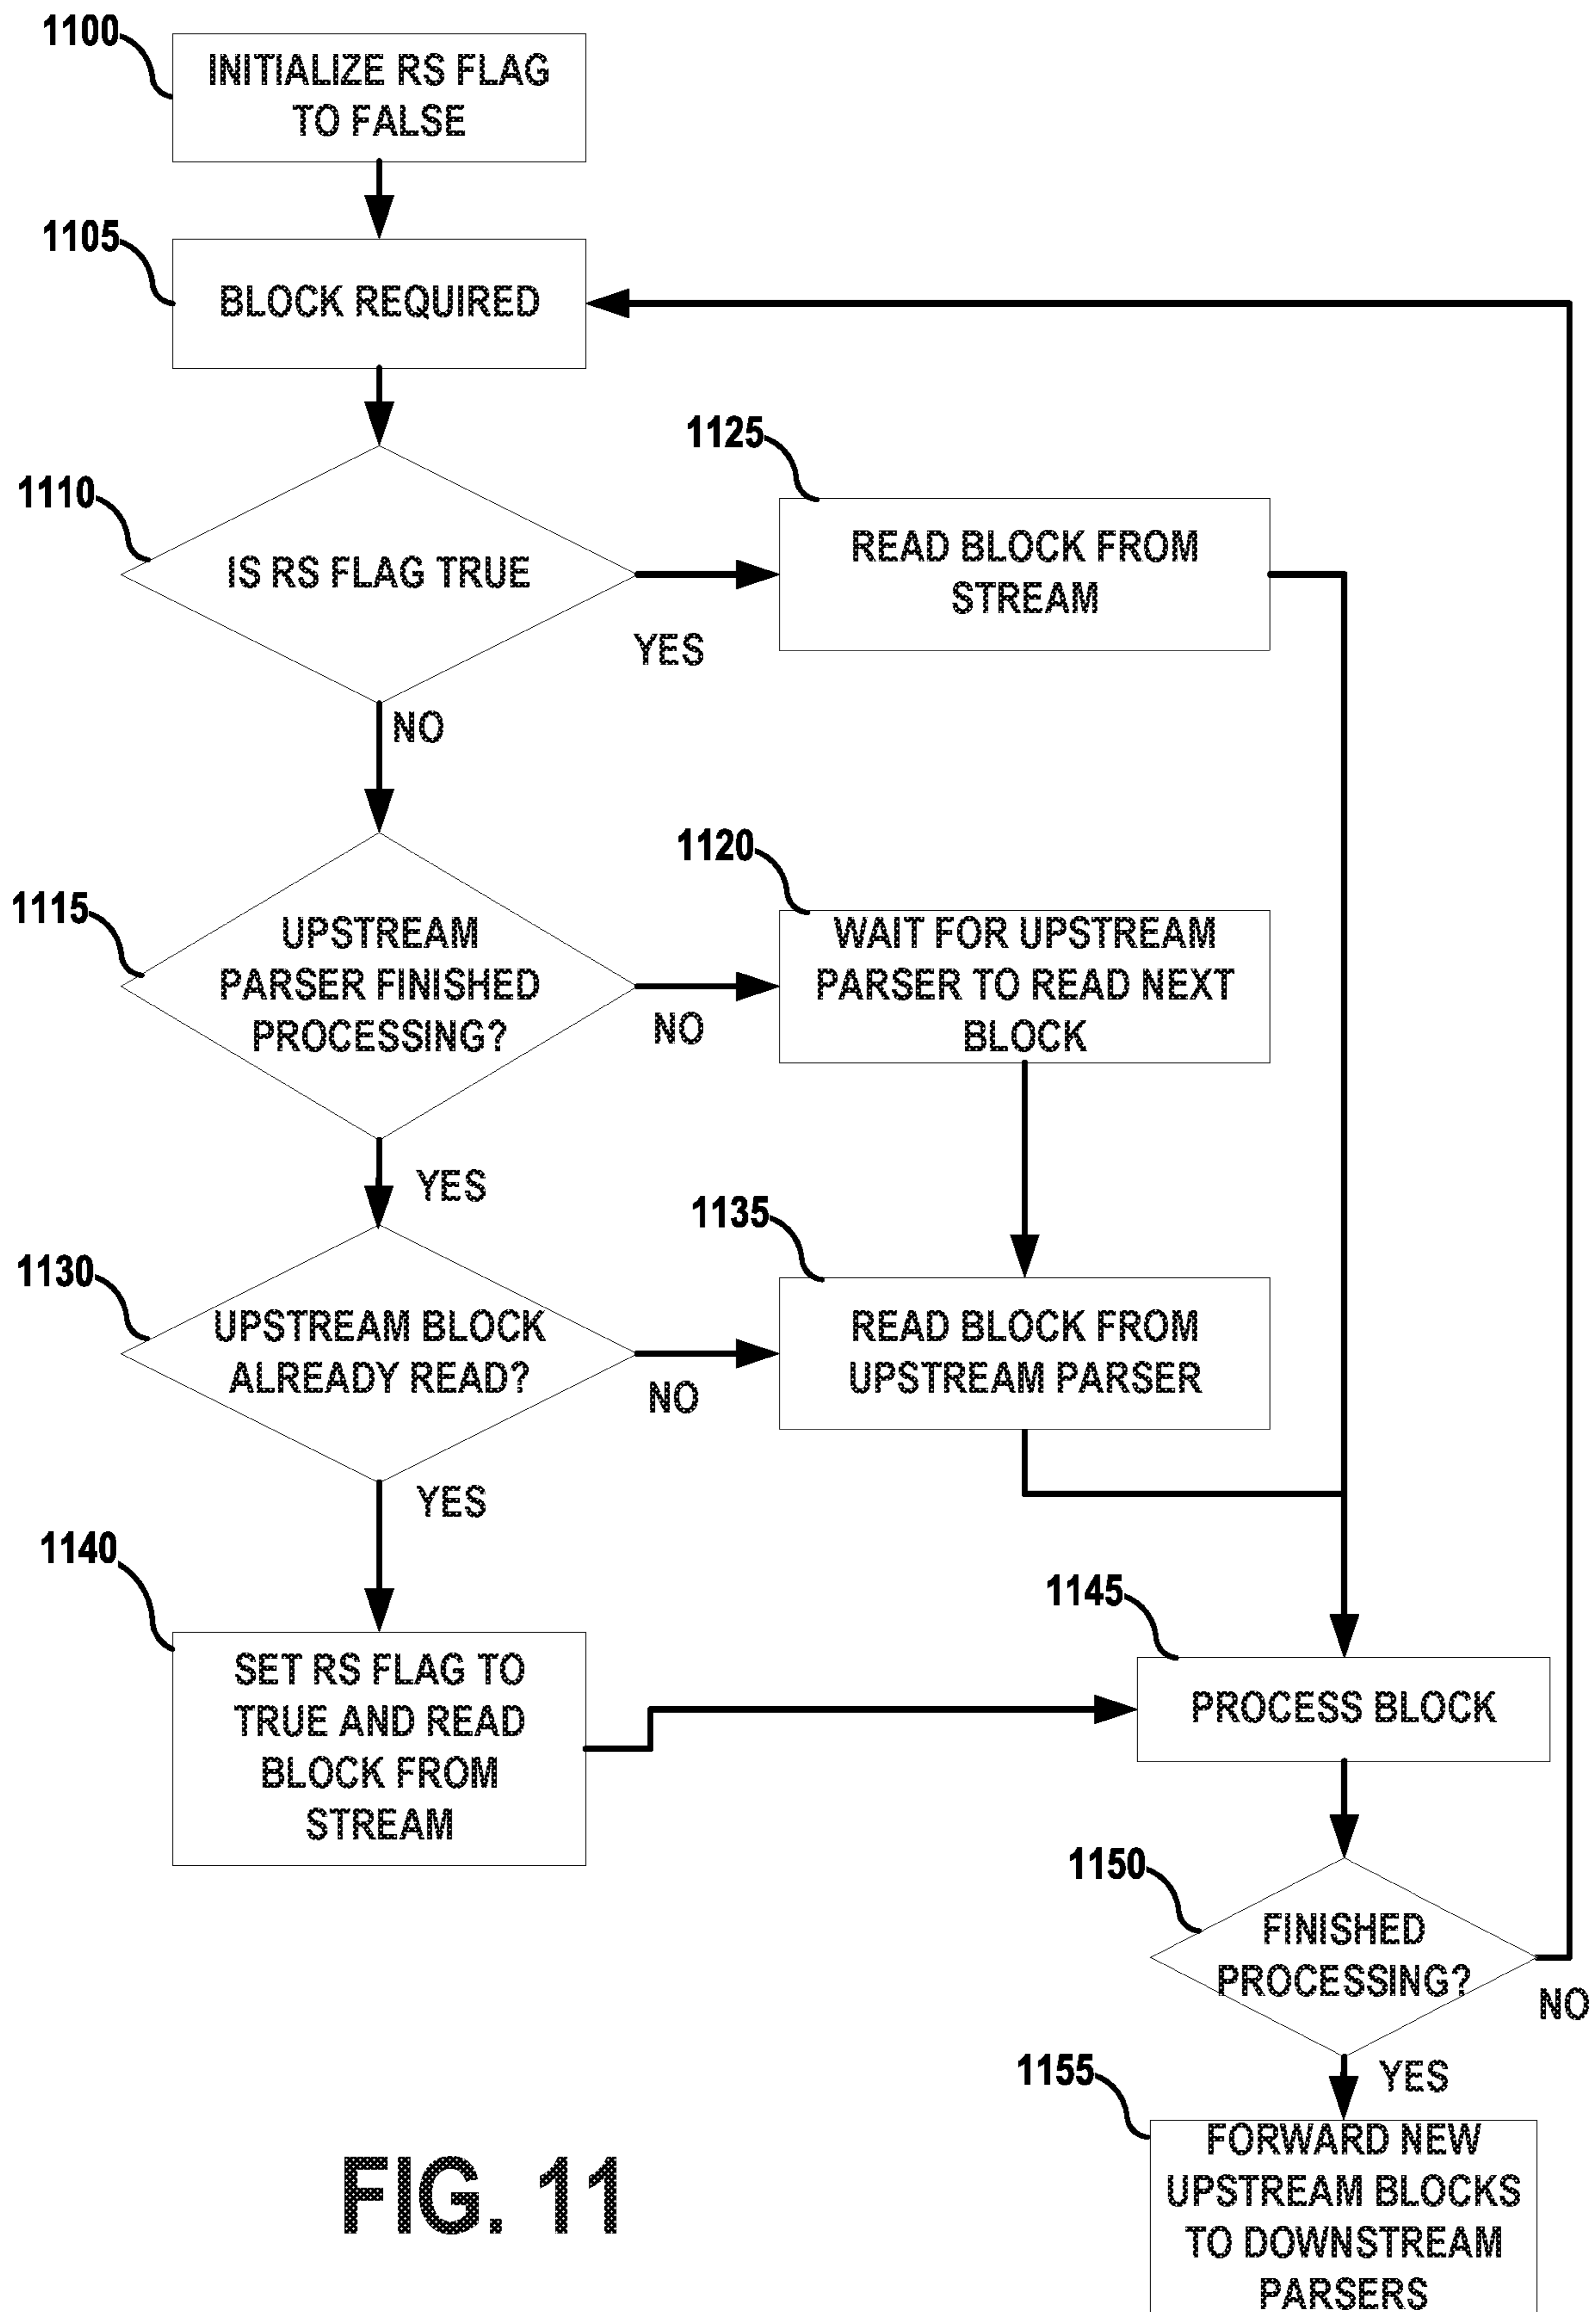 1100
INITIALIZE RS FLAG
TO FALSE
1105
BLOCK REQUIRED
1110
IS RS FLAG TRUE
YES
NO
1125
READ BLOCK FROM
STREAM
1115
UPSTREAM
PARSER FINISHED
PROCESSING?
NO
YES
1120
WAIT FOR UPSTREAM
PARSER TO READ NEXT
BLOCK
1130
UPSTREAM BLOCK
ALREADY READ?
NO
YES
1135
READ BLOCK FROM
UPSTREAM PARSER
1140
SET RS FLAG TO
TRUE AND READ
BLOCK FROM
STREAM
1145
PROCESS BLOCK
1150
FINISHED
PROCESSING?
NO
YES
1155
FORWARD NEW
UPSTREAM BLOCKS
TO DOWNSTREAM
PARSERS
FIG. 11